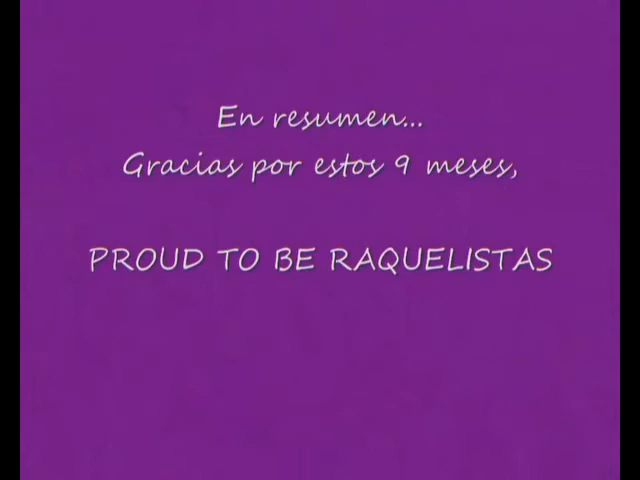 En resumen...
Gracias por estos 9 meses,
PROUD TO BE RAQUELISTAS